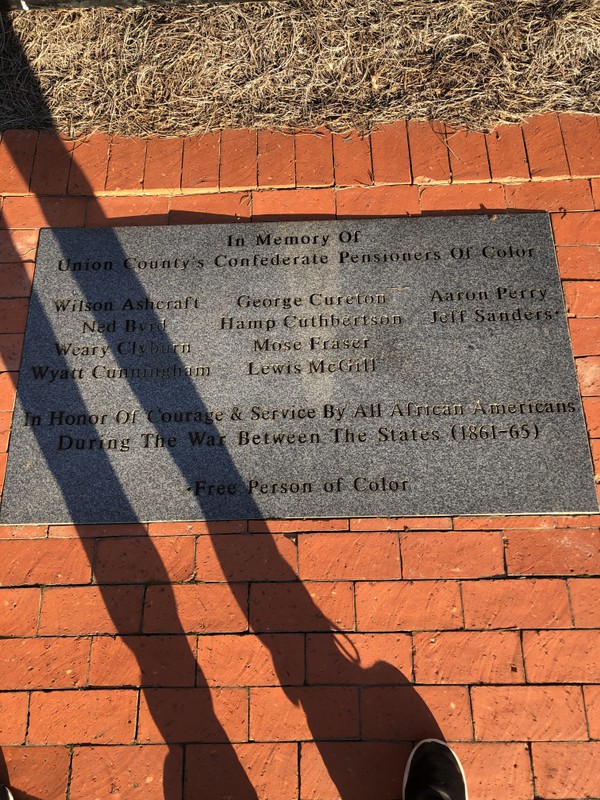 In Memory Of
Union County's Confederate Pensioners Of Color
Wilson Ashcraft George Cureton Aaron Perry
Ned Byrd Hamp Cuthbertson Jeff Sanders*
Weary Clyburn Mose Fraser
Wyatt Cunningham Lewis McGill
In Honor Of Courage & Service By All African Americans
During The War Between The States (1861-65)
*Free Person of Color